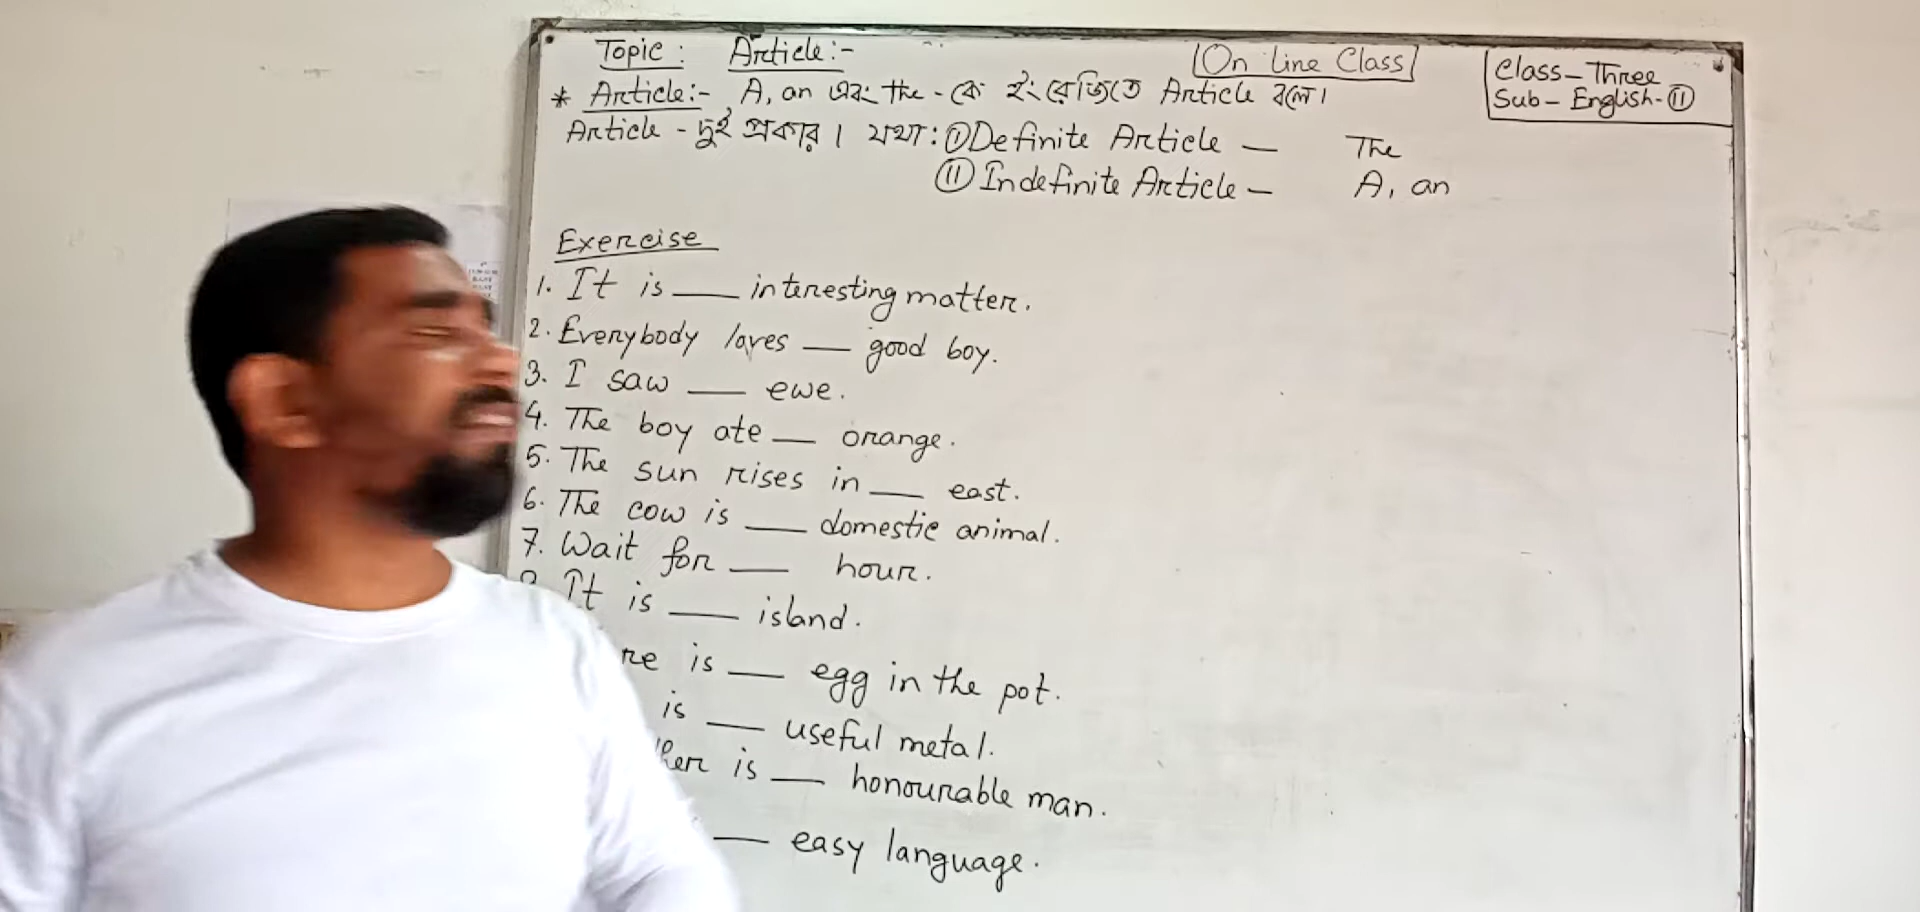 Topic: Article:-
On Line Class
Class-Three
Sub-English-II
* Article:- A, an এবং the-কে ইংরেজিতে Article বলে।
Article-দুই প্রকার। যথা: I Definite Article — The
II Indefinite Article — A, an
Exercise
1. It is ___ interesting matter.
2. Everybody loves ___ good boy.
3. I saw ___ ewe.
4. The boy ate ___ orange.
5. The sun rises in ___ east.
6. The cow is ___ domestic animal.
7. Wait for ___ hour.
It is ___ island.
re is ___ egg in the pot.
is ___ useful metal.
her is ___ honourable man.
___ easy language.